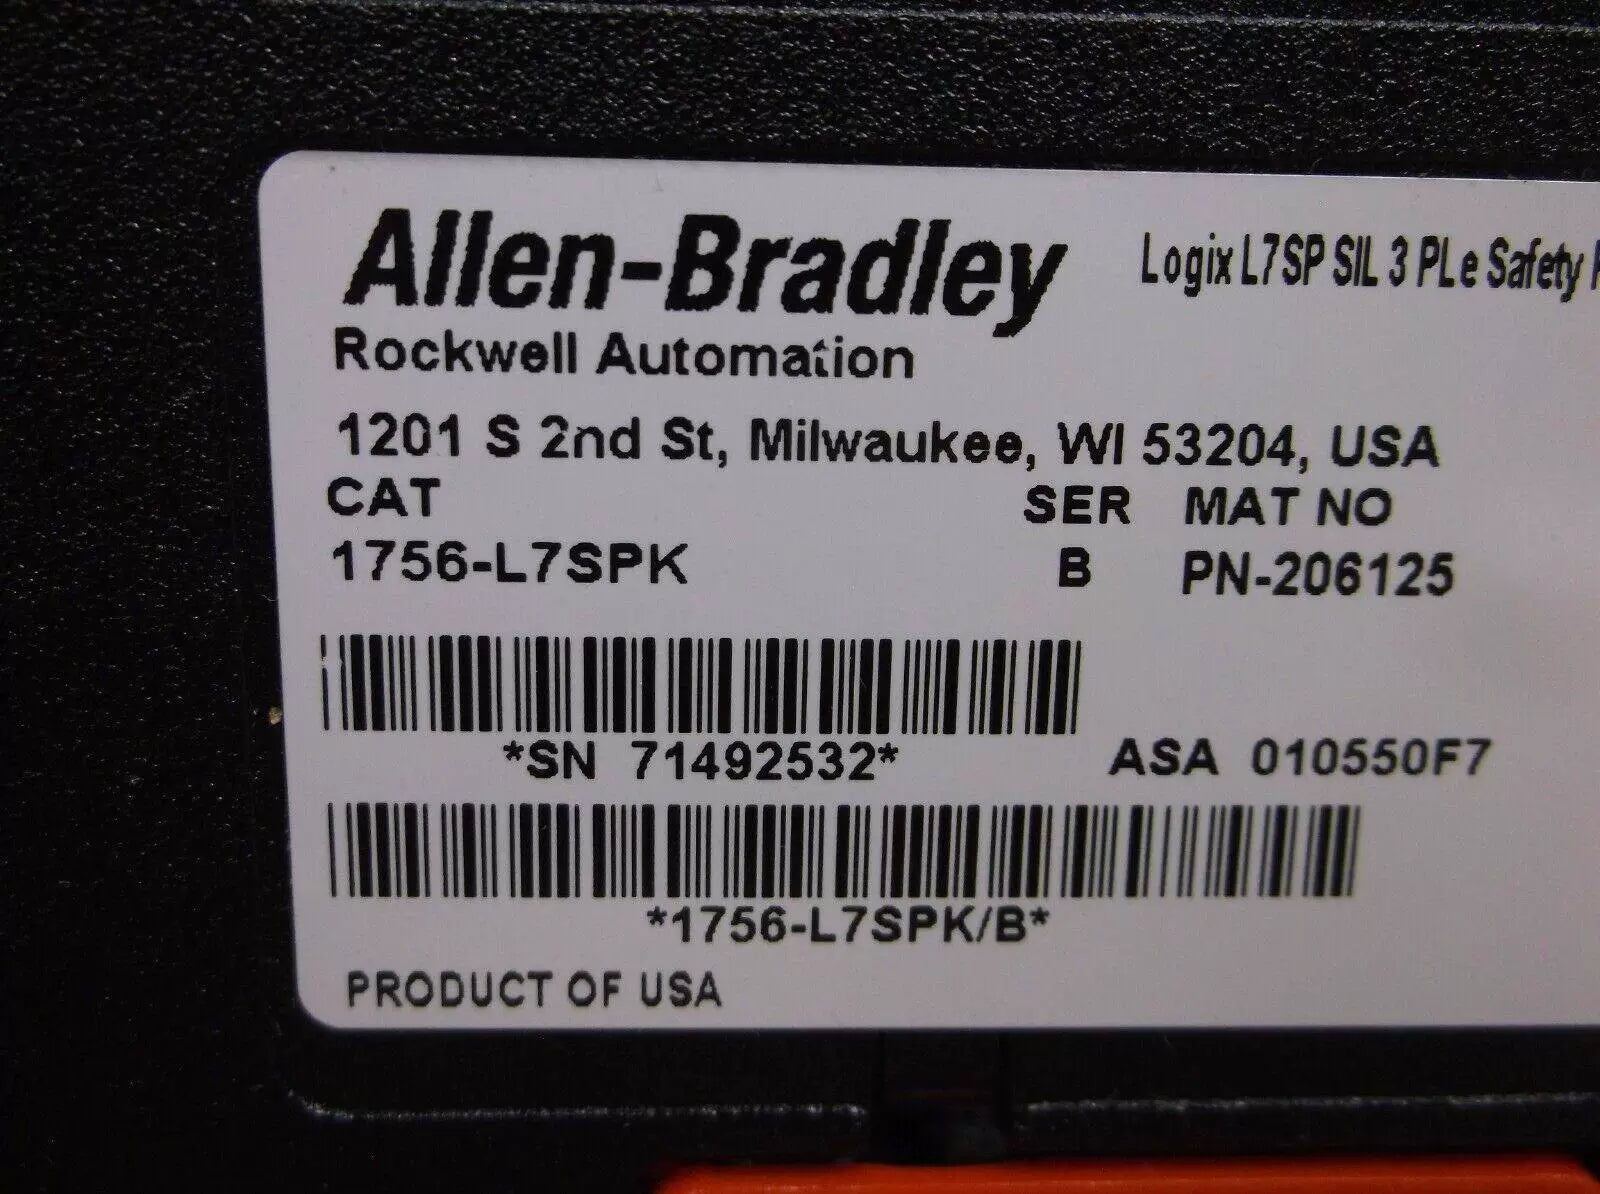 Allen-Bradley
Logix L7SP SIL 3 PLe Safety
Rockwell Automation
1201 S 2nd St, Milwaukee, WI 53204, USA
CAT SER MAT NO
1756-L7SPK B PN-206125
*SN 71492532* ASA 010550F7
*1756-L7SPK/B*
PRODUCT OF USA